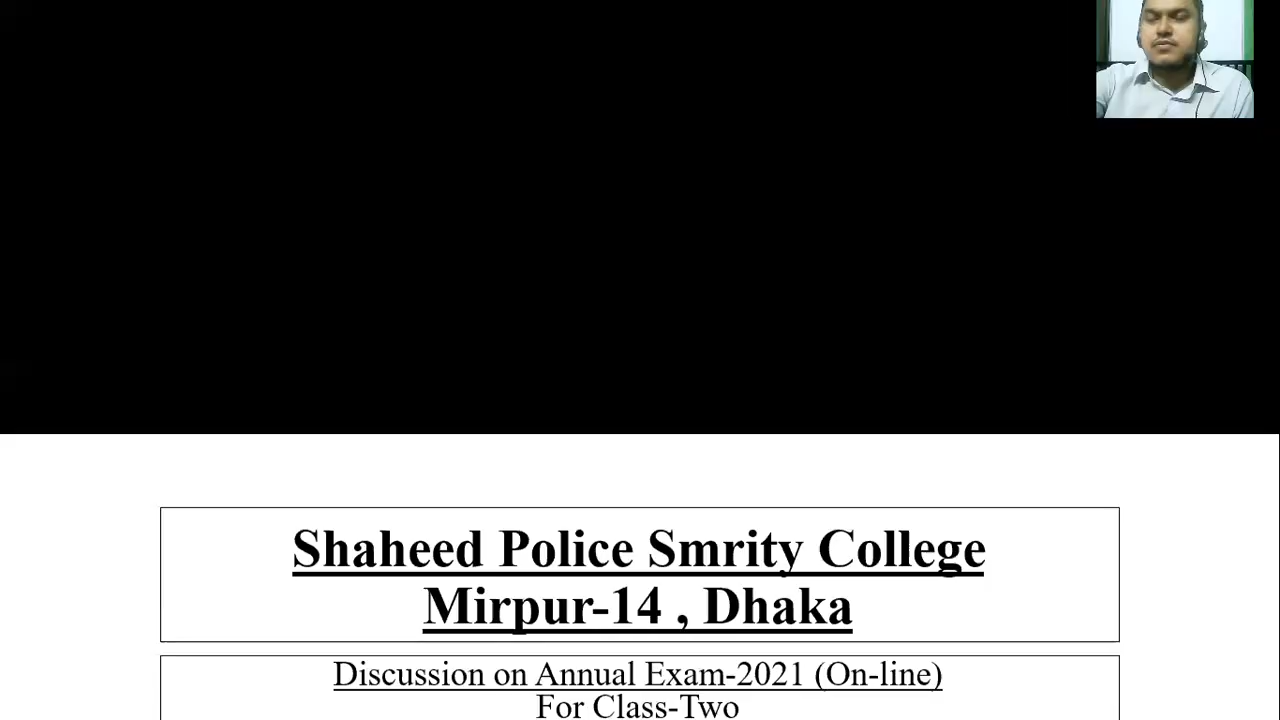 Shaheed Police Smrity College
Mirpur-14 , Dhaka
Discussion on Annual Exam-2021 (On-line)
For Class-Two